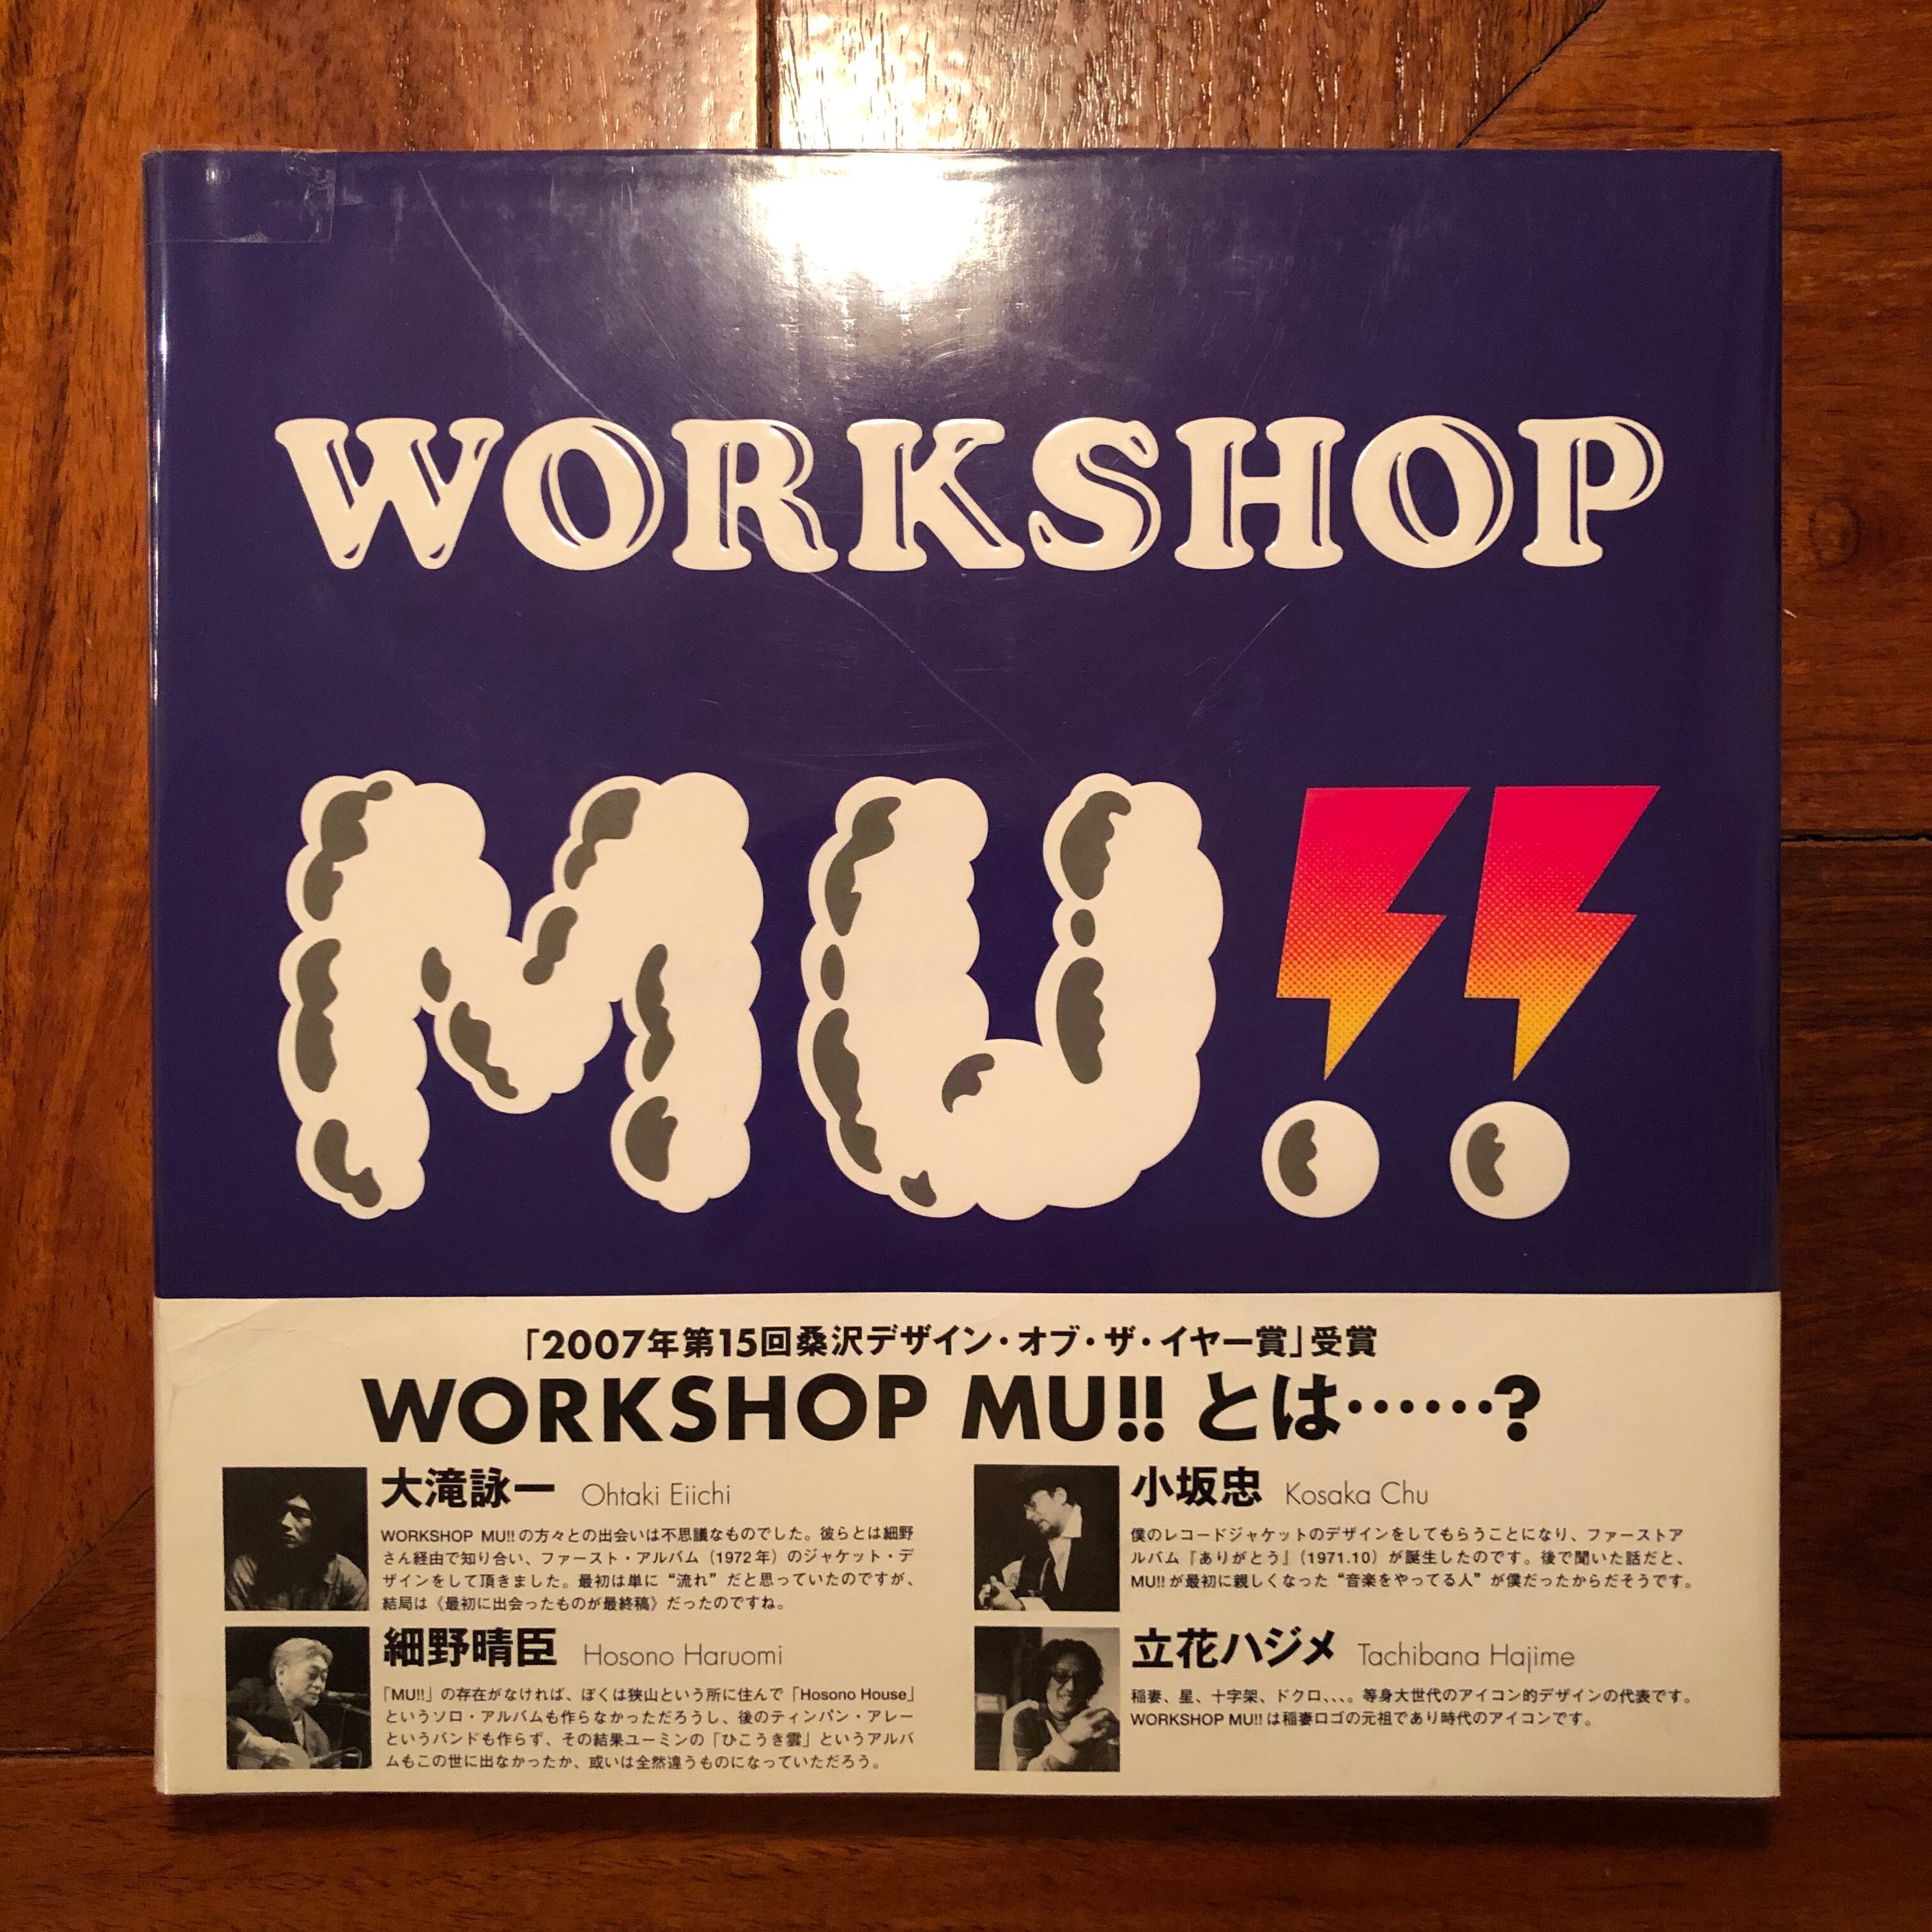 WORKSHOP
MU!!
「2007年第15回桑沢デザイン・オブ・ザ・イヤー賞」受賞
WORKSHOP MU!! とは……?
大滝詠一 Ohtaki Eiichi
WORKSHOP MU!! の方々との出会いは不思議なものでした。彼らとは細野
さん経由で知り合い、ファースト・アルバム（1972年）のジャケット・デ
ザインをして頂きました。最初は単に“流れ”だと思っていたのですが、
結局は《最初に出会ったものが最終稿》だったのですね。
細野晴臣 Hosono Haruomi
「MU!!」の存在がなければ、ぼくは狭山という所に住んで「Hosono House」
というソロ・アルバムも作らなかっただろうし、後のティンパン・アレー
というバンドも作らず、その結果ユーミンの「ひこうき雲」というアルバ
ムもこの世に出なかったか、或いは全然違うものになっていただろう。
小坂忠 Kosaka Chu
僕のレコードジャケットのデザインをしてもらうことになり、ファーストア
ルバム『ありがとう』（1971.10）が誕生したのです。後で聞いた話だと、
MU!! が最初に親しくなった“音楽をやってる人”が僕だったからだそうです。
立花ハジメ Tachibana Hajime
稲妻、星、十字架、ドクロ、、、。等身大世代のアイコン的デザインの代表です。
WORKSHOP MU!! は稲妻ロゴの元祖であり時代のアイコンです。